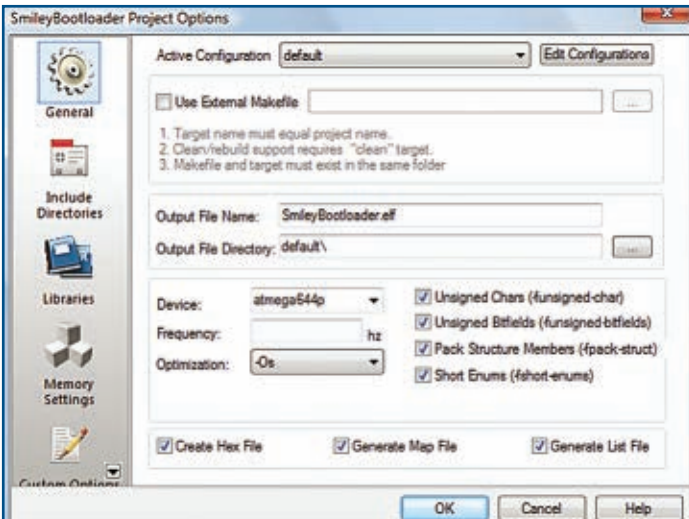 SmileyBootloader Project Options
General
Include
Directories
Libraries
Memory
Settings
Custom Options
Active Configuration default Edit Configurations
Use External Makefile ...
1. Target name must equal project name.
2. Clean/rebuild support requires "clean" target.
3. Makefile and target must exist in the same folder
Output File Name: SmileyBootloader.elf
Output File Directory: default\ ...
Device: atmega644p
Frequency: hz
Optimization: -Os
Unsigned Chars (-funsigned-char)
Unsigned Bitfields (-funsigned-bitfields)
Pack Structure Members (-fpack-struct)
Short Enums (-fshort-enums)
Create Hex File Generate Map File Generate List File
OK Cancel Help